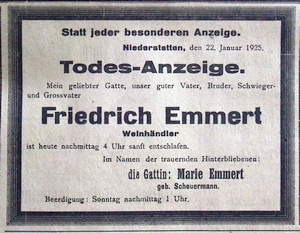 Statt jeder besonderen Anzeige.
Niederstetten, den 22. Januar 1925.
Todes-Anzeige.
Mein geliebter Gatte, unser guter Vater, Bruder, Schwieger-
und Grossvater
Friedrich Emmert
Weinhändler
ist heute nachmittag 4 Uhr sanft entschlafen.
Im Namen der trauernden Hinterbliebenen:
die Gattin: Marie Emmert
geb. Scheuermann.
Beerdigung: Sonntag nachmittag 1 Uhr.